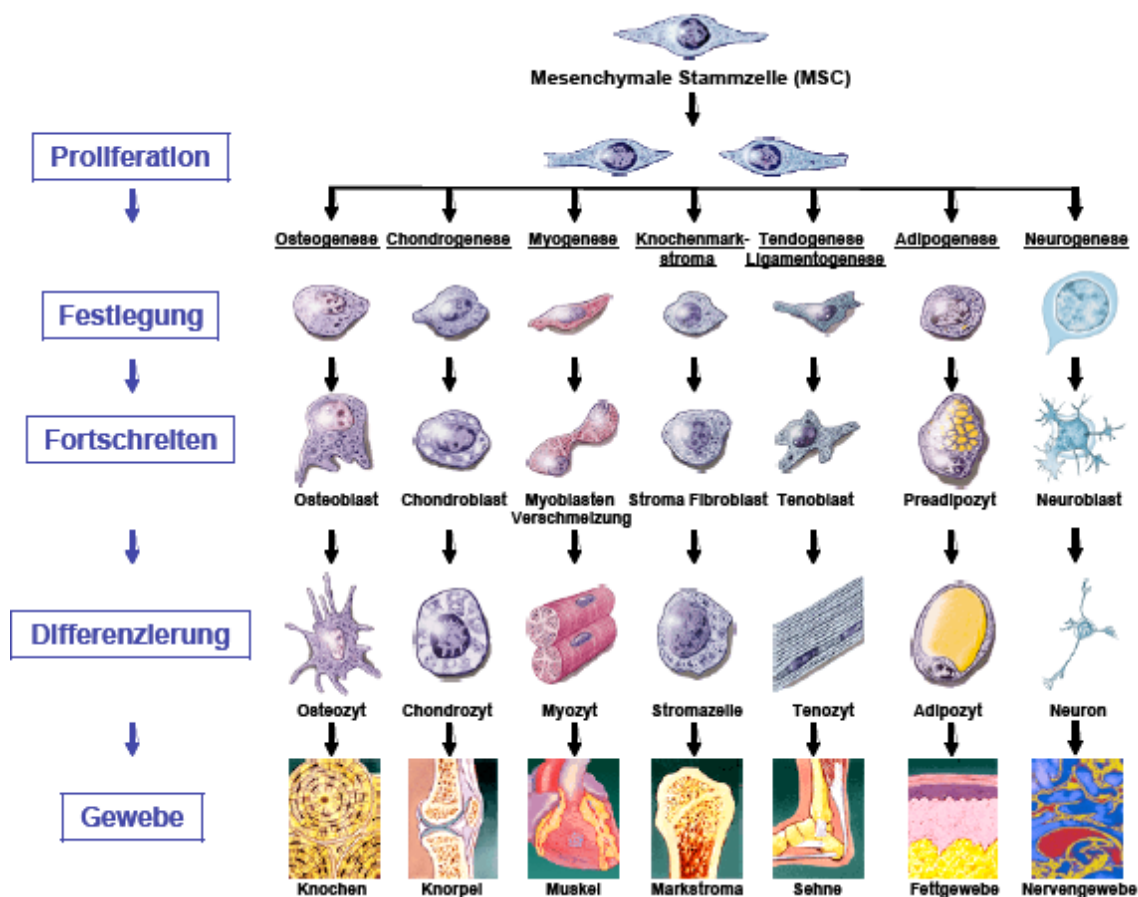 Mesenchymale Stammzelle (MSC)
Proliferation
Osteogenese Chondrogenese Myogenese Knochenmark- Tendogenese Adipogenese Neurogenese
stroma Ligamentogenese
Festlegung
Fortschreiten
Osteoblast Chondroblast Myoblasten Stroma Fibroblast Tenoblast Preadipozyt Neuroblast
Verschmelzung
Differenzierung
Osteozyt Chondrozyt Myozyt Stromazelle Tenozyt Adipozyt Neuron
Gewebe
Knochen Knorpel Muskel Markstroma Sehne Fettgewebe Nervengewebe